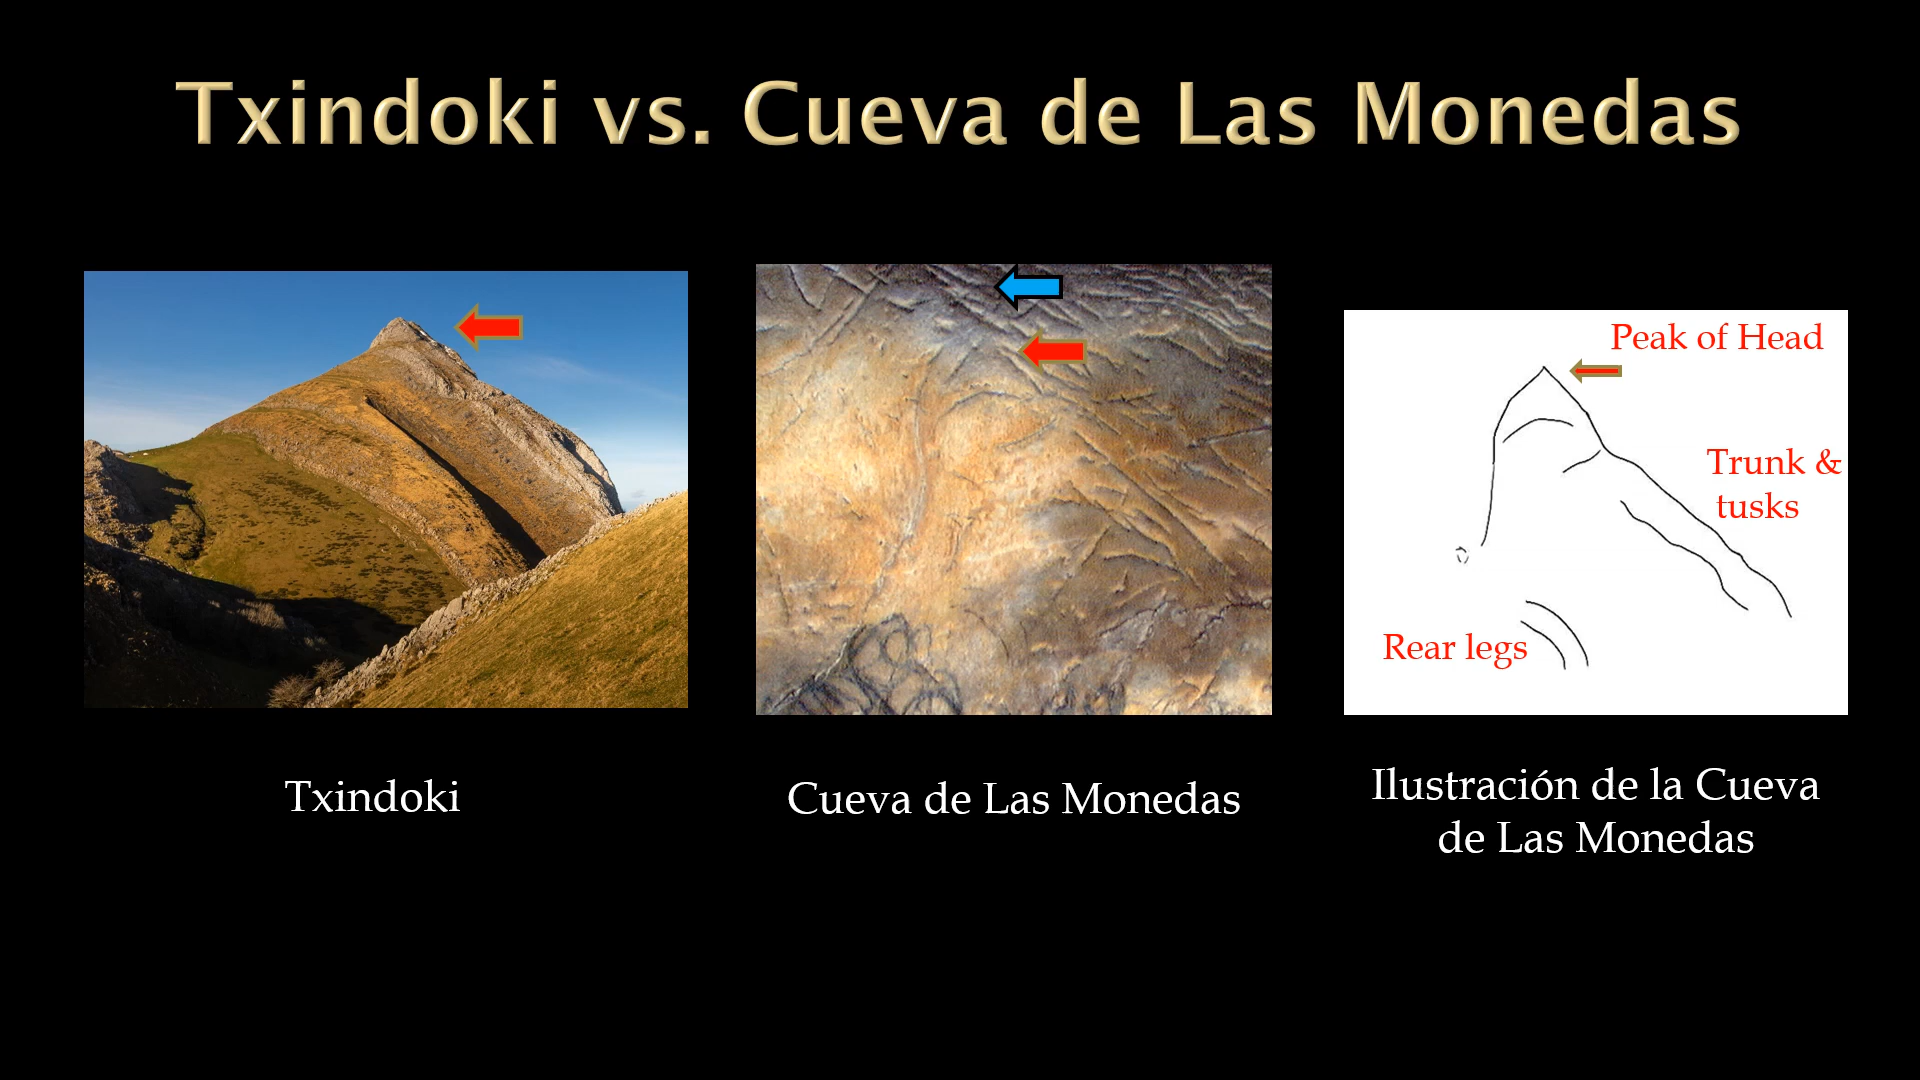 Txindoki vs. Cueva de Las Monedas
Peak of Head
Trunk &
tusks
Rear legs
Txindoki
Cueva de Las Monedas
Ilustración de la Cueva
de Las Monedas